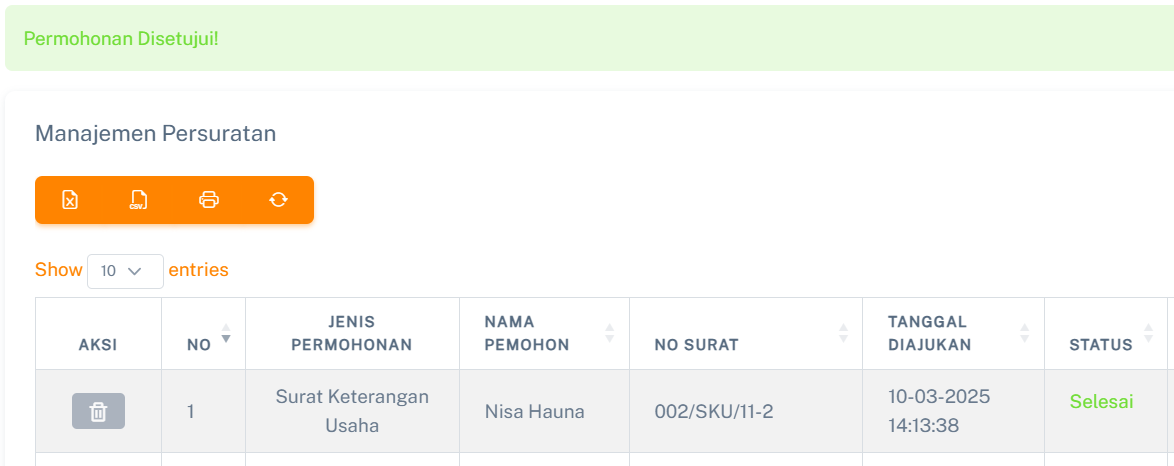 Permohonan Disetujui!
Manajemen Persuratan
CSV
Show 10 entries
AKSI NO JENIS PERMOHONAN NAMA PEMOHON NO SURAT TANGGAL DIAJUKAN STATUS
1 Surat Keterangan Usaha Nisa Hauna 002/SKU/11-2 10-03-2025 14:13:38 Selesai